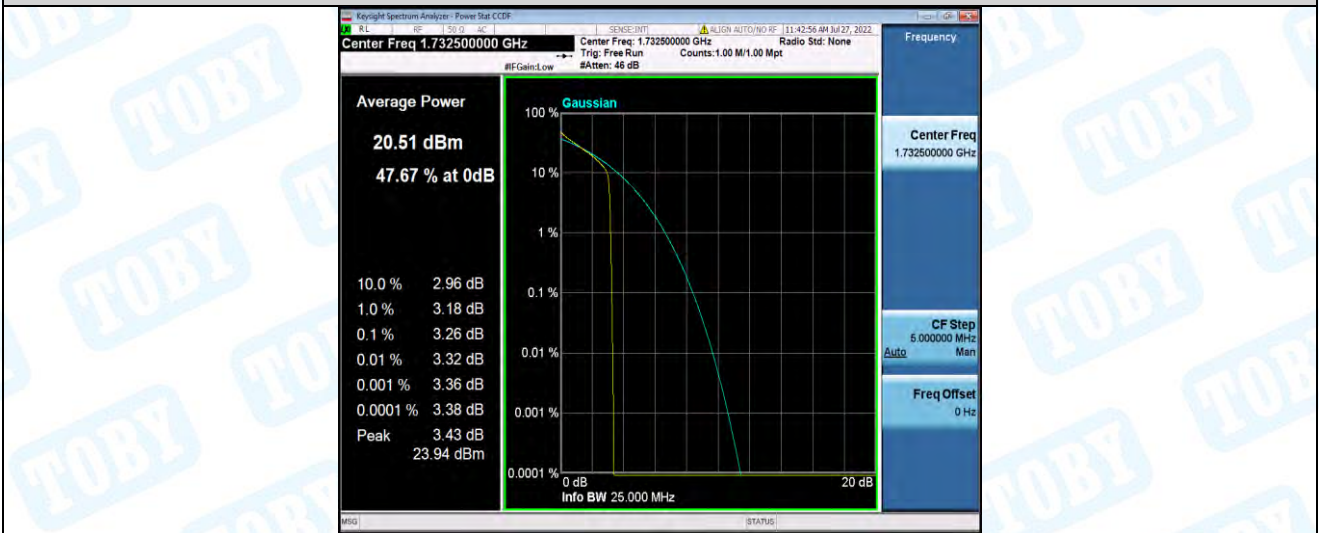 Keysight Spectrum Analyzer - Power Stat CCDF
RL RF 50 Ω AC SENSE:INT ALIGN AUTO/NO RF 11:42:56 AM Jul 27, 2022
Center Freq 1.732500000 GHz
Center Freq: 1.732500000 GHz Radio Std: None
Trig: Free Run Counts:1.00 M/1.00 Mpt
#IFGain:Low #Atten: 46 dB
Frequency
Average Power
20.51 dBm
47.67 % at 0dB
10.0 % 2.96 dB
1.0 % 3.18 dB
0.1 % 3.26 dB
0.01 % 3.32 dB
0.001 % 3.36 dB
0.0001 % 3.38 dB
Peak 3.43 dB
23.94 dBm
Gaussian
100 %
10 %
1 %
0.1 %
0.01 %
0.001 %
0.0001 %
0 dB 20 dB
Info BW 25.000 MHz
Center Freq
1.732500000 GHz
CF Step
5.000000 MHz
Auto Man
Freq Offset
0 Hz
MSG STATUS
TOBY
TOBY
TOBY
TOBY
TOBY
TOBY
TOBY